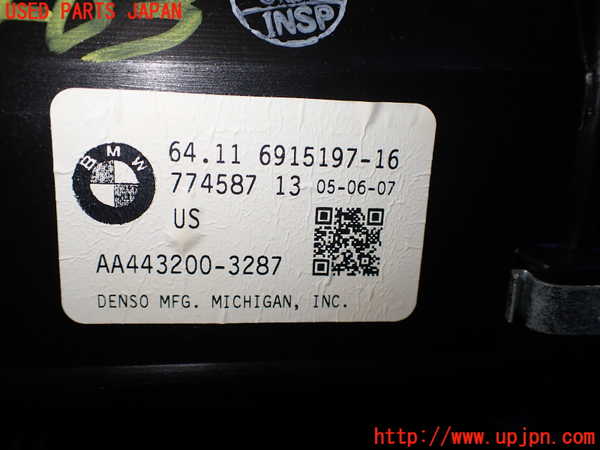 USED PARTS JAPAN
INSP
BMW
64.11 6915197-16
774587 13 05-06-07
US
AA443200-3287
DENSO MFG. MICHIGAN, INC.
http://www.upjpn.com/